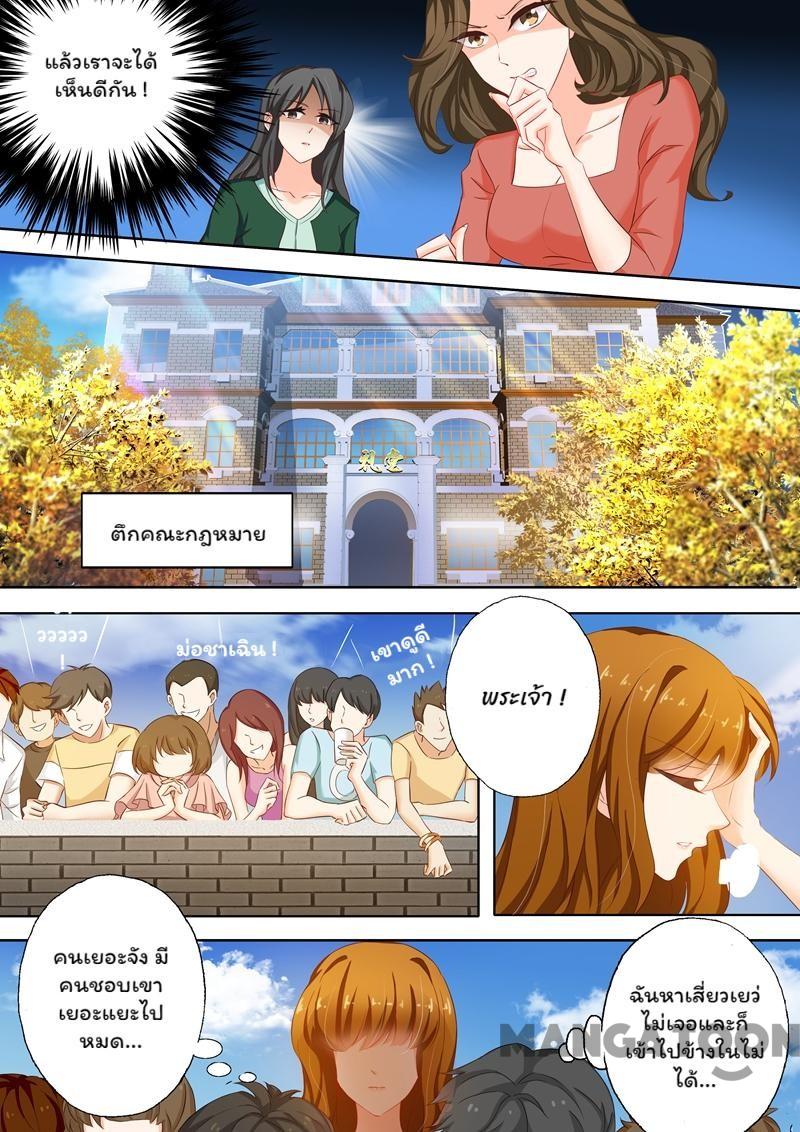 แล้วเราจะได้
เห็นดีกัน !
礼堂
ตึกคณะกฎหมาย
ววววว
!
ม่อชาเฉิน !
เขาดูดี
มาก !
พระเจ้า !
คนเยอะจัง มี
คนชอบเขา
เยอะแยะไป
หมด...
ฉันหาเสี่ยวเยว่
ไม่เจอและก็
เข้าไปข้างในไม่
ได้...
MANGATOON